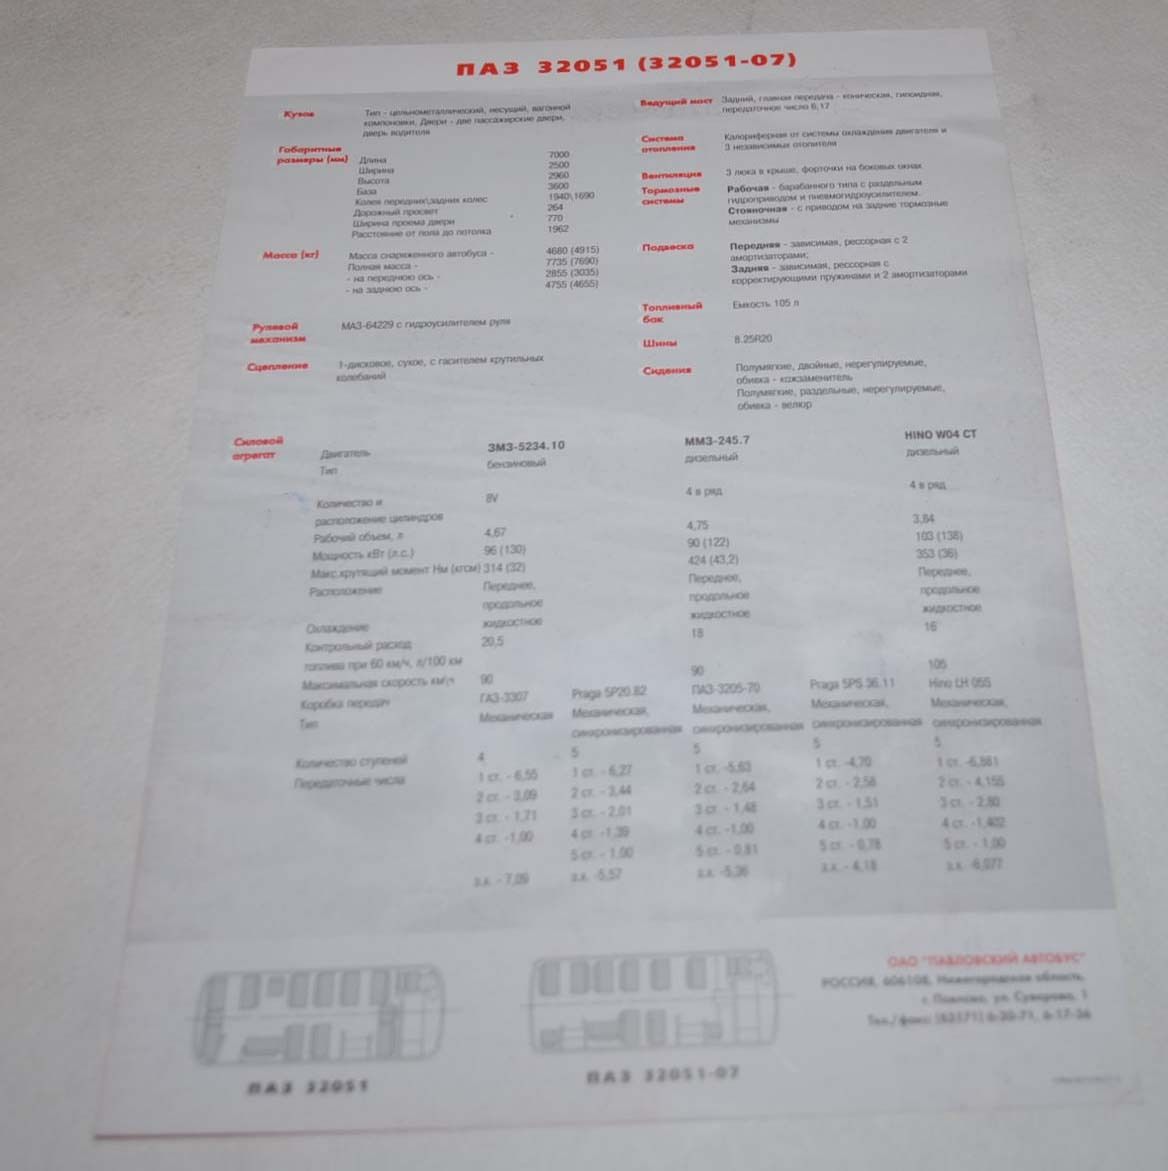 ПАЗ 32051 (32051-07)
Кузов
Тип - цельнометаллический, несущий, вагонной
компоновки, Двери - две пассажирские двери,
дверь водителя
Габаритные
размеры (мм)
Длина 7000
Ширина 2500
Высота 2960
База 3600
Колея передних\задних колес 1940\1690
Дорожный просвет 264
Ширина проема двери 770
Расстояние от пола до потолка 1962
Масса (кг)
Масса снаряженного автобуса - 4680 (4915)
Полная масса - 7735 (7690)
- на переднюю ось - 2855 (3035)
- на заднюю ось - 4755 (4655)
Рулевой
механизм
МАЗ-64229 с гидроусилителем руля
Сцепление
1-дисковое, сухое, с гасителем крутильных
колебаний
Ведущий мост
Задний, главная передача - коническая, гипоидная,
передаточное число 6,17
Система
отопления
Калориферная от системы охлаждения двигателя и
3 независимых отопителя
Вентиляция
3 люка в крыше, форточки на боковых окнах
Тормозные
системы
Рабочая - барабанного типа с раздельным
гидроприводом и пневмогидроусилителем.
Стояночная - с приводом на задние тормозные
механизмы
Подвеска
Передняя - зависимая, рессорная с 2
амортизаторами;
Задняя - зависимая, рессорная с
корректирующими пружинами и 2 амортизаторами
Топливный
бак
Емкость 105 л
Шины
8.25R20
Сидения
Полумягкие, двойные, нерегулируемые,
обивка - кожзаменитель
Полумягкие, раздельные, нерегулируемые,
обивка - велюр
Силовой
агрегат
Двигатель ЗМЗ-5234.10 ММЗ-245.7 HINO W04 CT
Тип бензиновый дизельный дизельный
Количество и 8V 4 в ряд 4 в ряд
расположение цилиндров
Рабочий объем, л 4,67 4,75 3,84
Мощность кВт (л.с.) 96 (130) 90 (122) 103 (138)
Макс.крутящий момент Нм (кгсм) 314 (32) 424 (43,2) 353 (36)
Расположение Переднее, Переднее, Переднее,
продольное продольное продольное
Охлаждение жидкостное жидкостное жидкостное
Контрольный расход 20,5 18 16
топлива при 60 км/ч, л/100 км
Максимальная скорость км/ч 90 90 105
Коробка передач ГАЗ-3307 Praga 5P20.82 ПАЗ-3205-70 Praga 5PS 36.11 Hino LH 05S
Тип Механическая Механическая, Механическая, Механическая, Механическая,
синхронизированная синхронизированная синхронизированная синхронизированная
Количество ступеней 4 5 5 5 5
Передаточные числа 1 ст. - 6,55 1 ст. - 6,27 1 ст. -5,63 1 ст. -4,70 1 ст. -6,881
2 ст. - 3,09 2 ст. - 3,44 2 ст. - 2,64 2 ст. - 2,58 2 ст. - 4,155
3 ст. - 1,71 3 ст. - 2,01 3 ст. - 1,48 3 ст. - 1,51 3 ст. - 2,80
4 ст. -1,00 4 ст. -1,39 4 ст. -1,00 4 ст. -1,00 4 ст. -1,402
5 ст. - 1,00 5 ст. - 0,81 5 ст. - 0,78 5 ст. - 1,00
з.х. - 7,09 з.х. -5,57 з.х. -5,36 з.х. - 4,18 з.х. -6,077
ПАЗ 32051
ПАЗ 32051-07
ОАО "ПАВЛОВСКИЙ АВТОБУС"
РОССИЯ, 606108, Нижегородская область,
г. Павлово, ул. Суворова, 1
Тел./факс: (83171) 6-20-71, 6-17-36